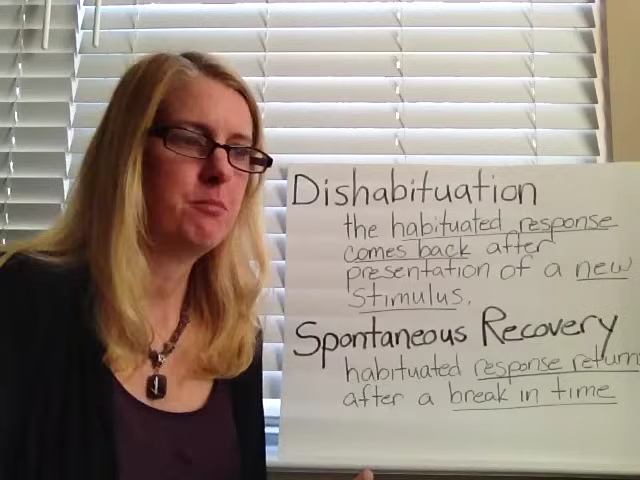 Dishabituation
the habituated response
comes back after
presentation of a new
stimulus.
Spontaneous Recovery
habituated response return
after a break in time